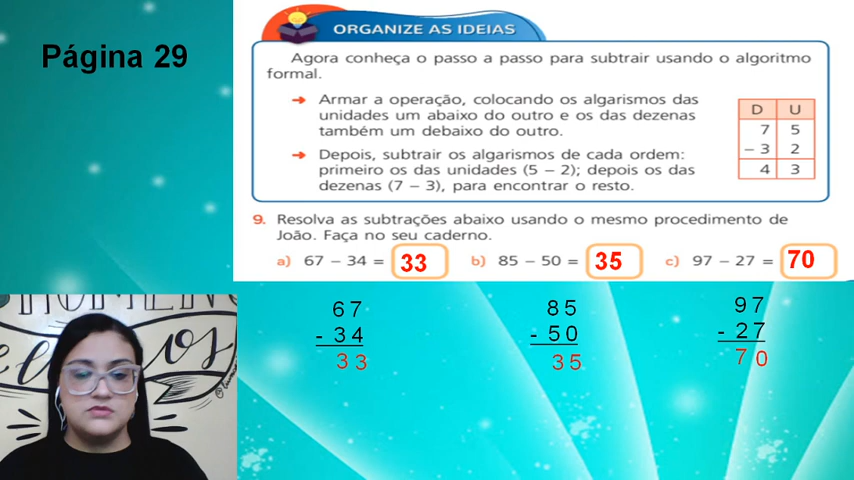 Página 29
ORGANIZE AS IDEIAS
Agora conheça o passo a passo para subtrair usando o algoritmo
formal.
➜ Armar a operação, colocando os algarismos das
unidades um abaixo do outro e os das dezenas
também um debaixo do outro.
➜ Depois, subtrair os algarismos de cada ordem:
primeiro os das unidades (5 – 2); depois os das
dezenas (7 – 3), para encontrar o resto.
D U
7 5
– 3 2
4 3
9. Resolva as subtrações abaixo usando o mesmo procedimento de
João. Faça no seu caderno.
a) 67 – 34 = 33 b) 85 – 50 = 35 c) 97 – 27 = 70
67
- 34
33
85
- 50
35
97
- 27
70